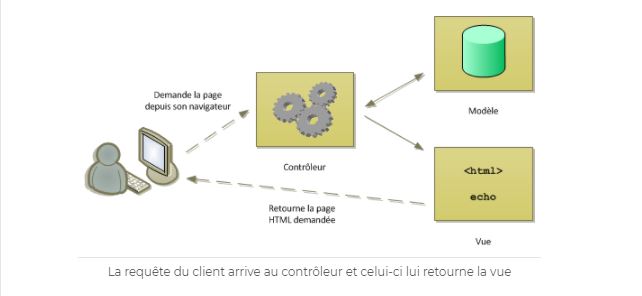 Demande la page
depuis son navigateur
Contrôleur
Modèle
<html>
echo
Vue
Retourne la page
HTML demandée
La requête du client arrive au contrôleur et celui-ci lui retourne la vue